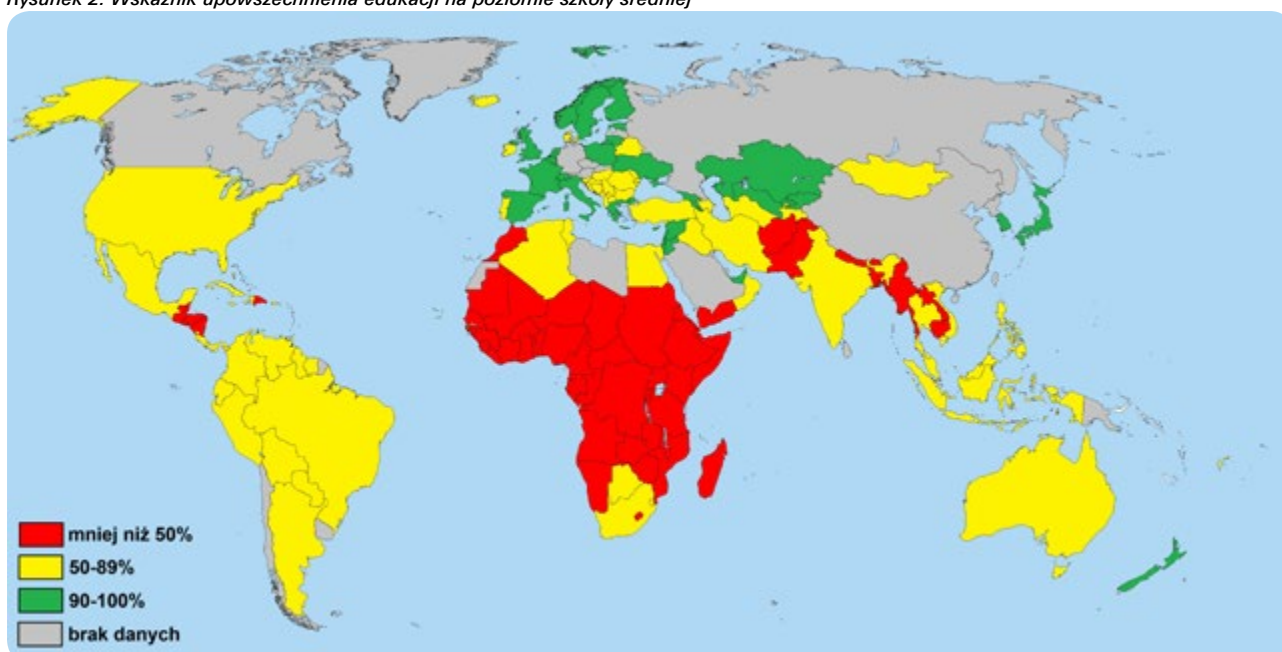 Rysunek 2. Wskaźnik upowszechnienia edukacji na poziomie szkoły średniej
mniej niż 50%
50-89%
90-100%
brak danych